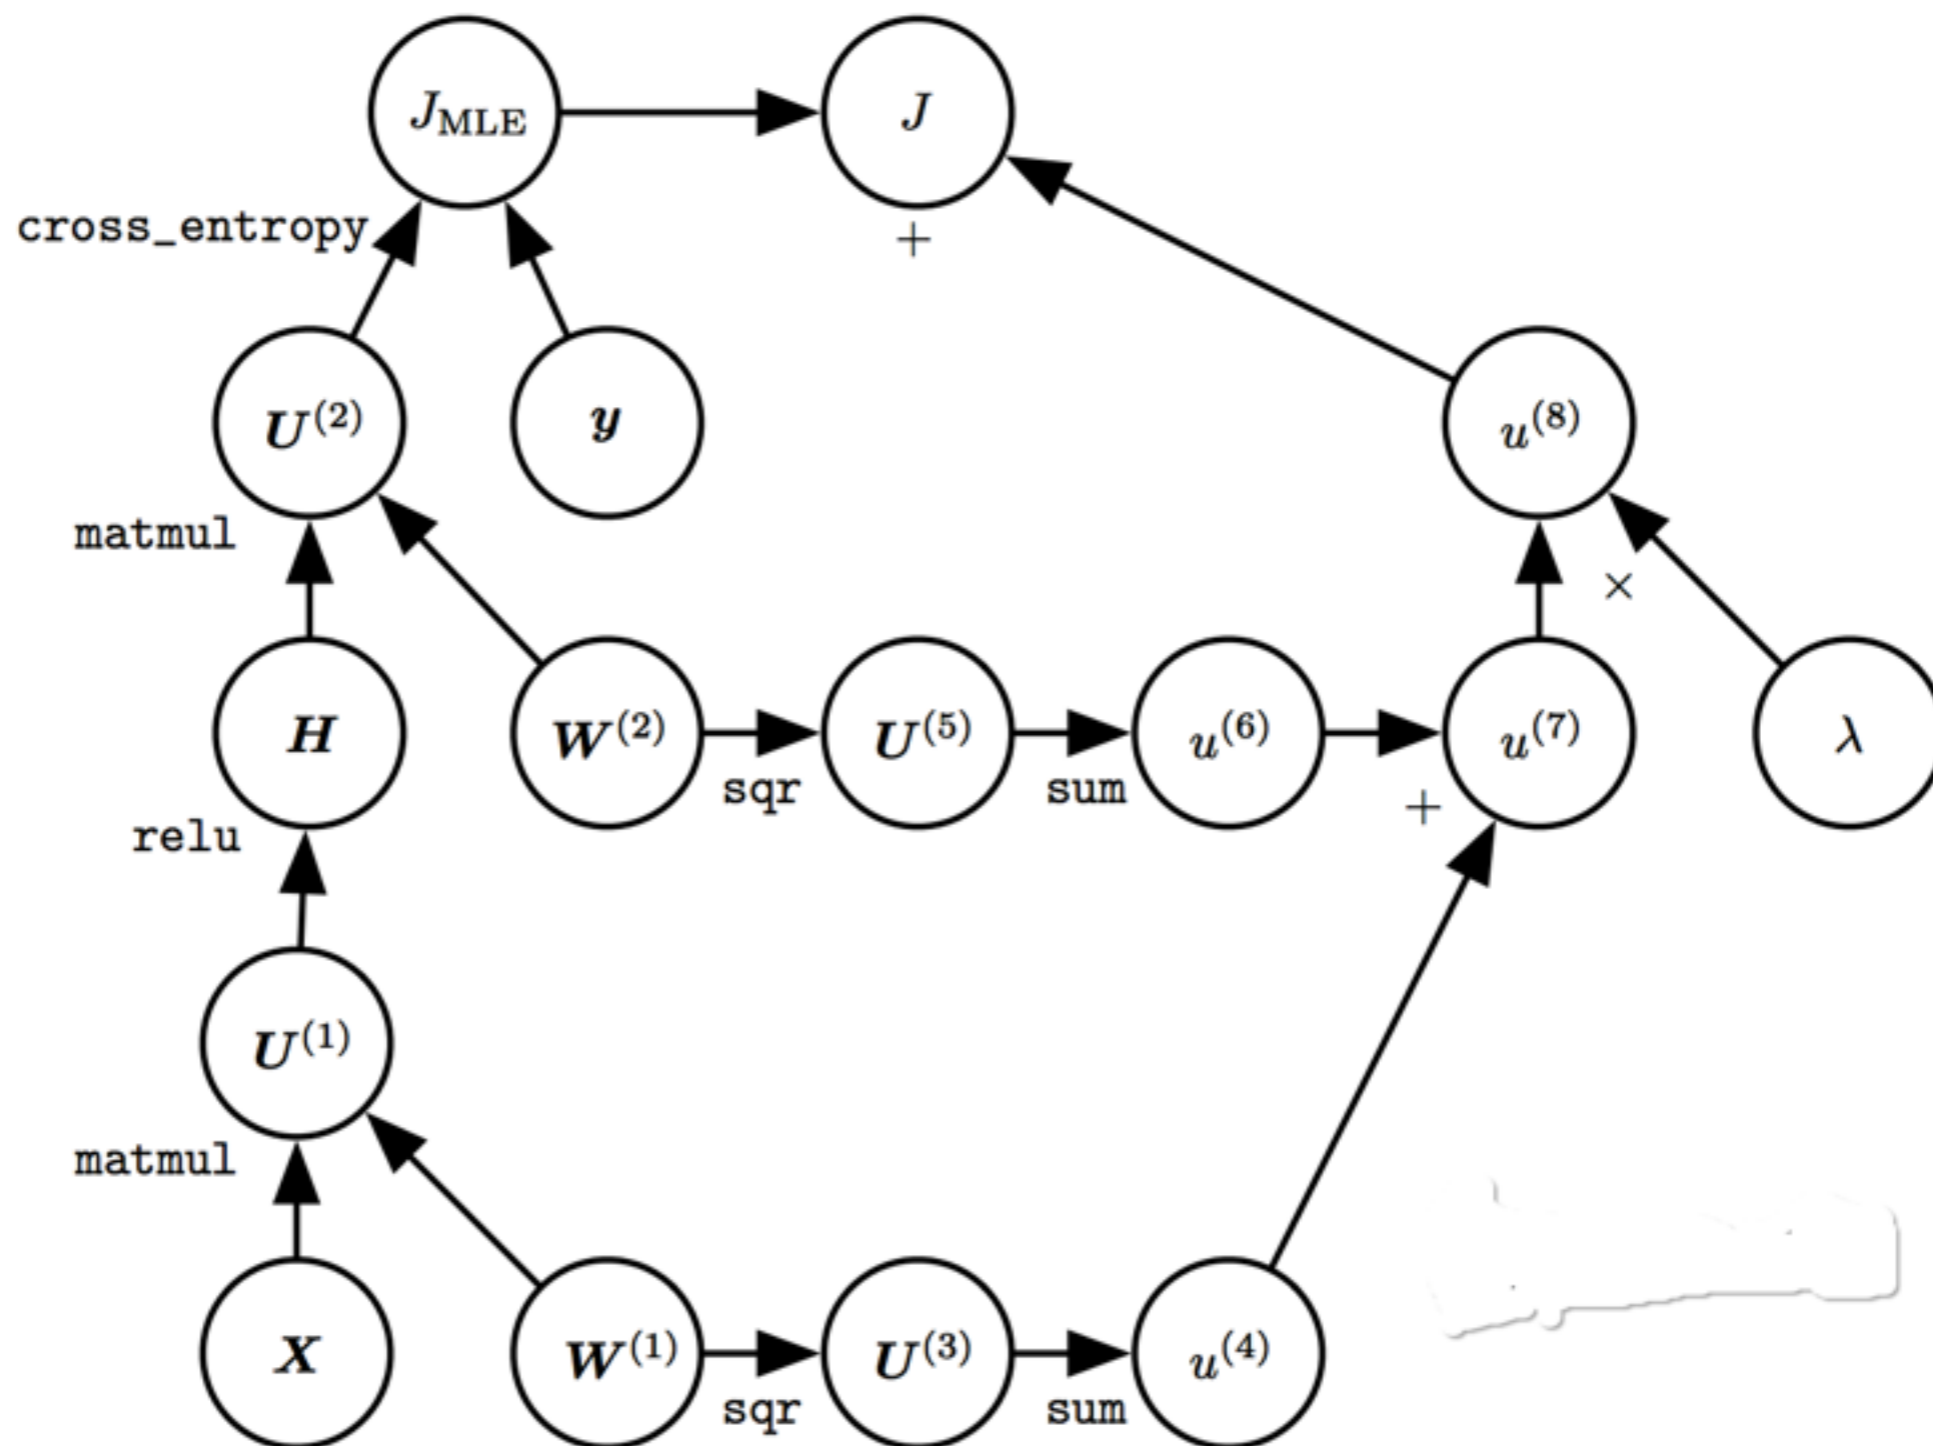 J_MLE J
cross_entropy +
U^(2) y u^(8)
matmul ×
H W^(2) U^(5) u^(6) u^(7) λ
relu sqr sum +
U^(1)
matmul
X W^(1) U^(3) u^(4)
sqr sum